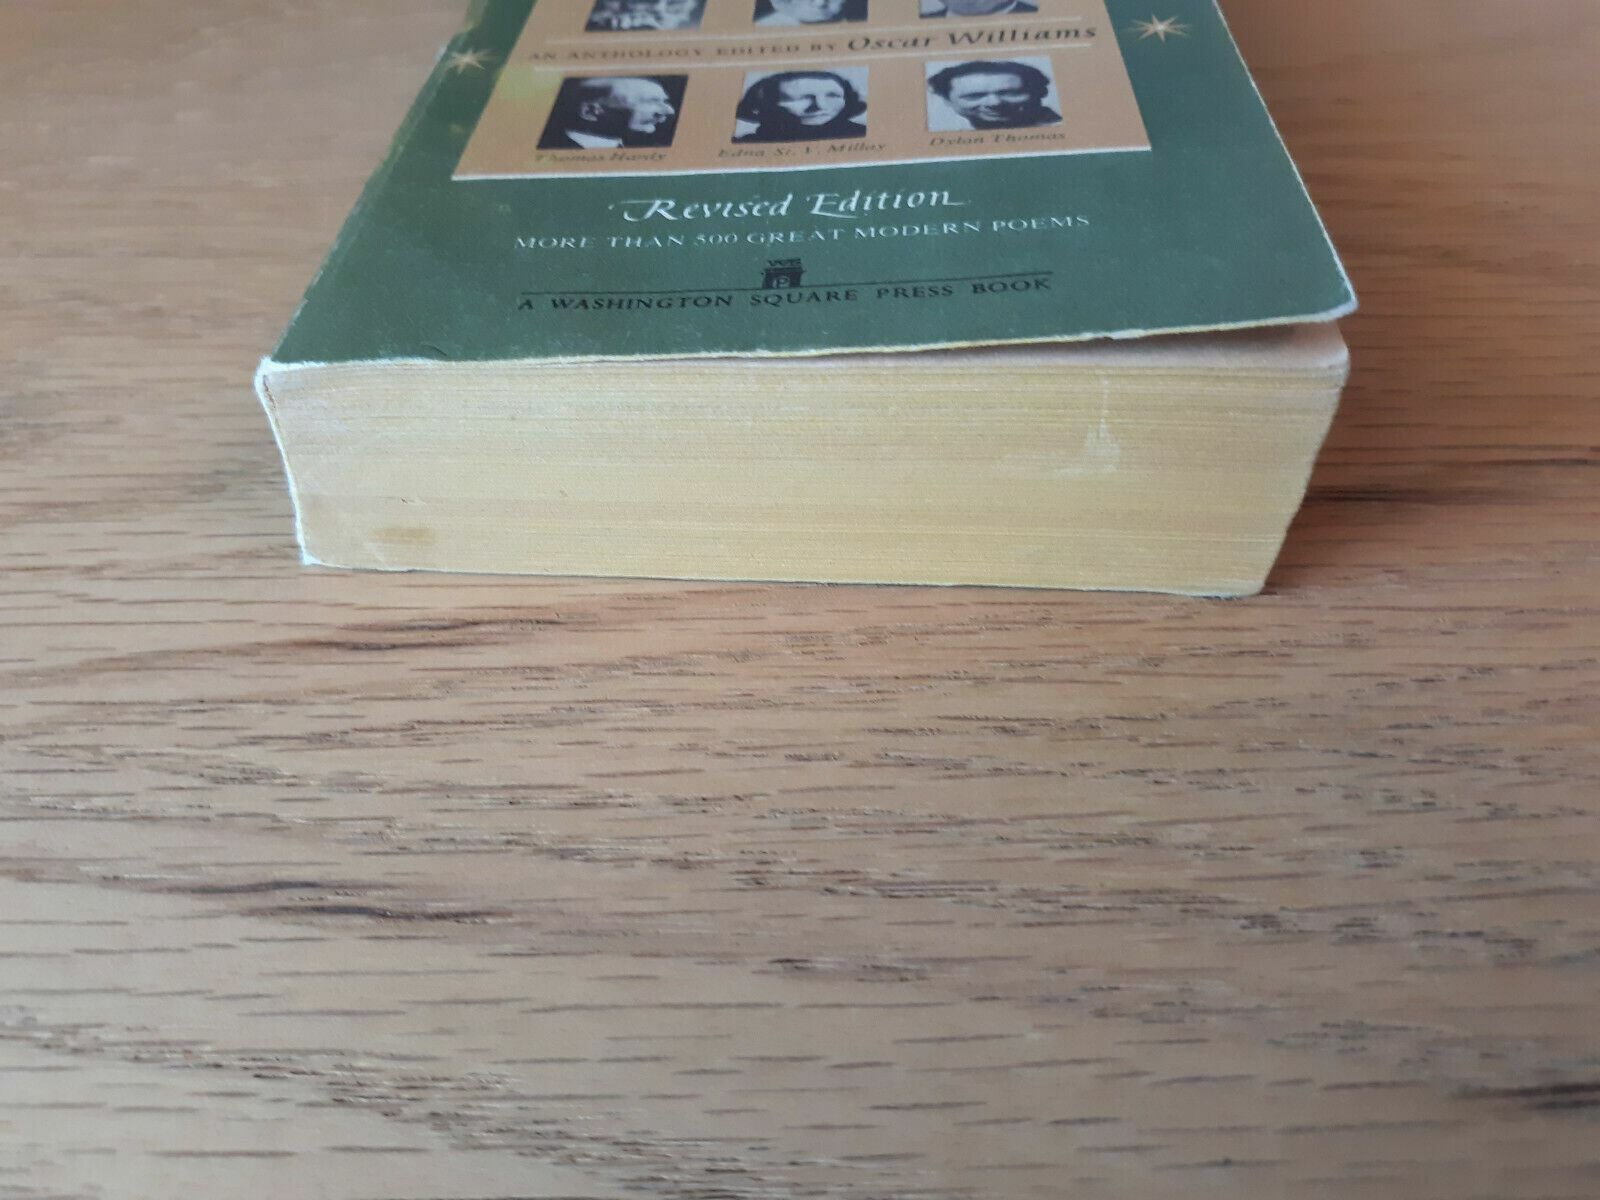 AN ANTHOLOGY EDITED BY Oscar Williams
Thomas Hardy
Edna St. V. Millay
Dylan Thomas
Revised Edition
MORE THAN 500 GREAT MODERN POEMS
WSP
A WASHINGTON SQUARE PRESS BOOK